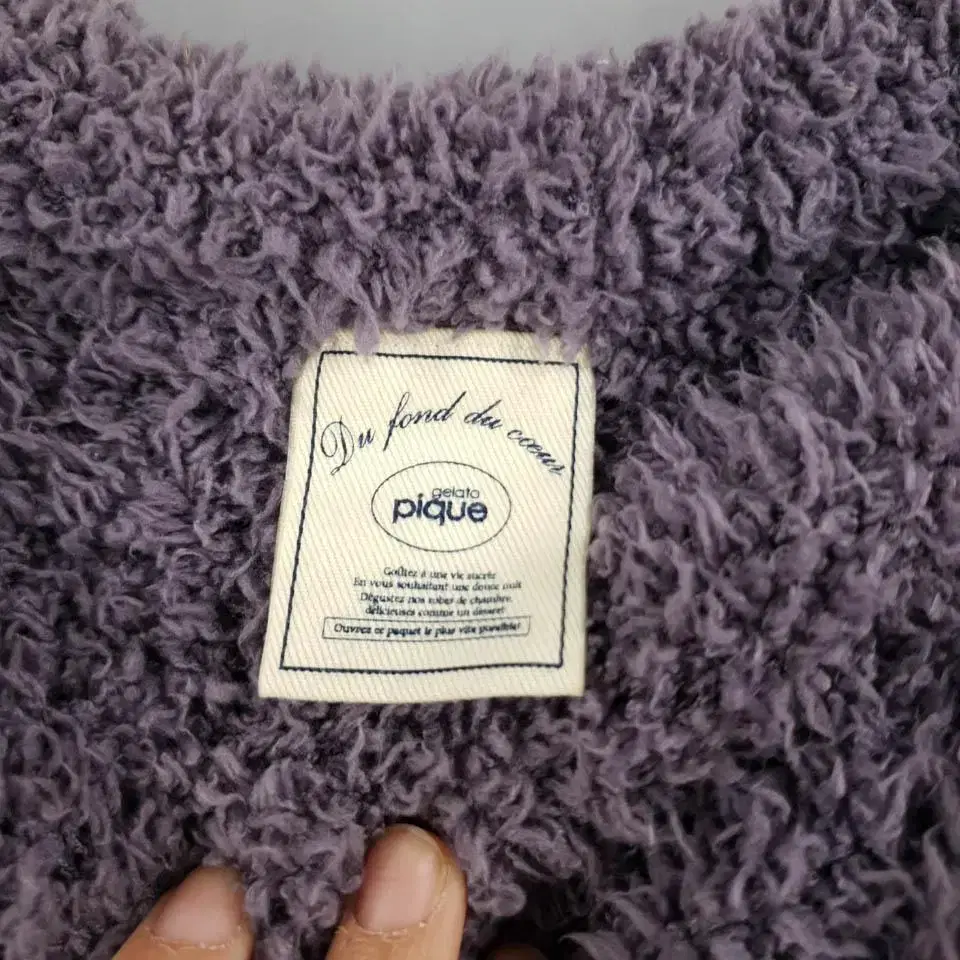 Du fond du coeur
gelato
pique
Goûtez à une vie sucrée
En vous souhaitant une douce nuit
Dégustez nos robes de chambre,
délicieuses comme un dessert
Ouvrez ce paquet le plus vite possible!